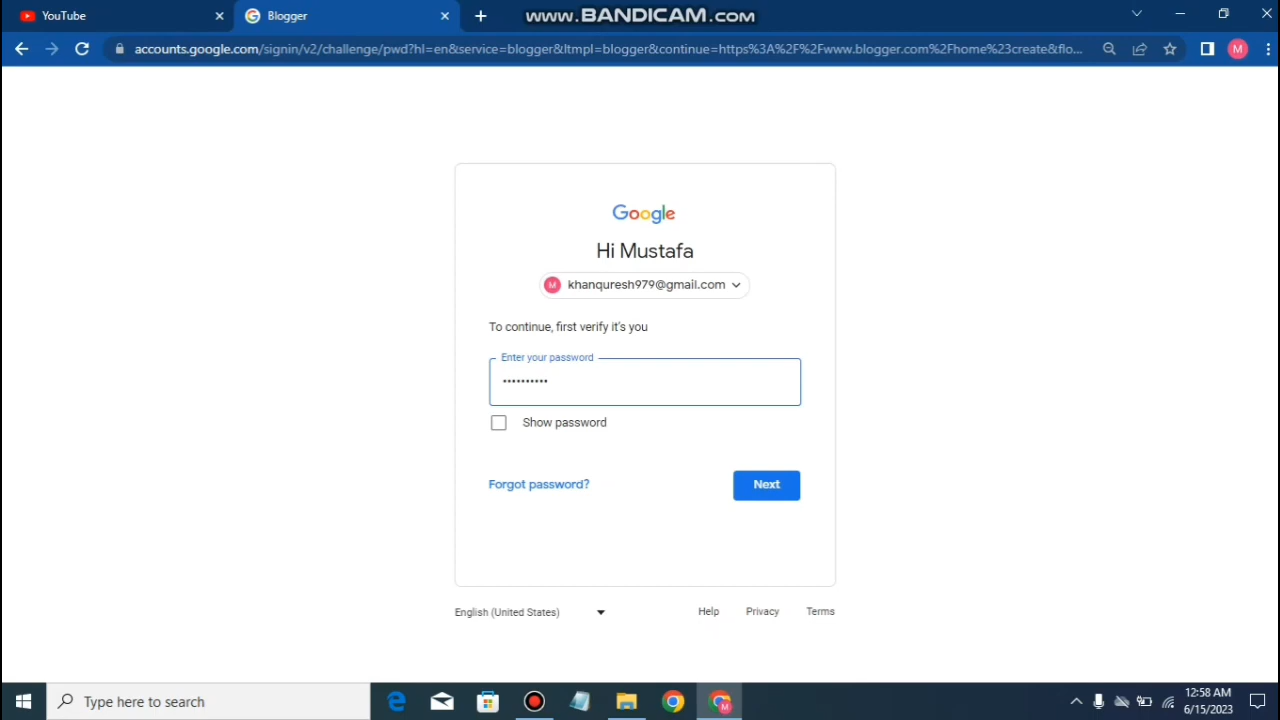 YouTube
Blogger
www.BANDICAM.com
accounts.google.com/signin/v2/challenge/pwd?hl=en&service=blogger&ltmpl=blogger&continue=https%3A%2F%2Fwww.blogger.com%2Fhome%23create&flo...
M
Google
Hi Mustafa
M khanquresh979@gmail.com
To continue, first verify it's you
Enter your password
••••••••••
Show password
Forgot password?
Next
English (United States)
Help
Privacy
Terms
Type here to search
M
12:58 AM
6/15/2023